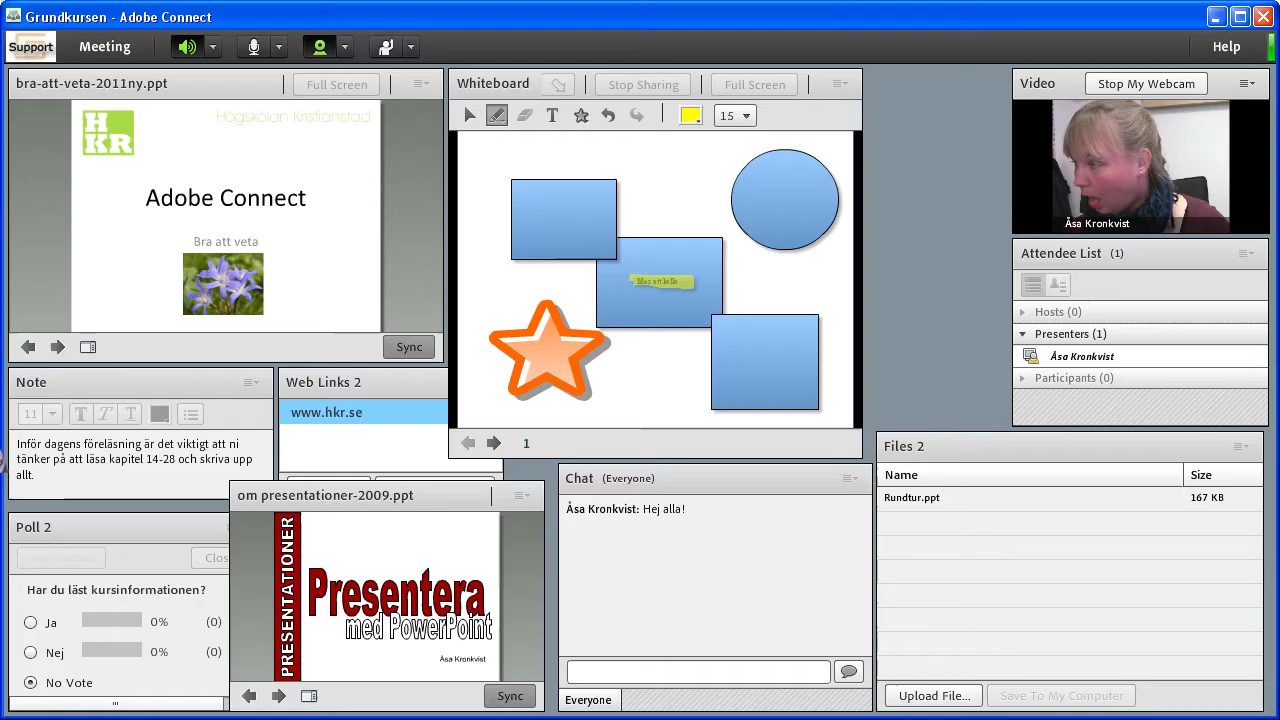 Grundkursen - Adobe Connect
Support
Meeting
Help
bra-att-veta-2011ny.ppt
Full Screen
H
KR
Högskolan Kristianstad
Adobe Connect
Bra att veta
Sync
Whiteboard
Stop Sharing
Full Screen
15
1
Video
Stop My Webcam
Åsa Kronkvist
Attendee List (1)
Hosts (0)
Presenters (1)
Åsa Kronkvist
Participants (0)
Note
11
T T T
Inför dagens föreläsning är det viktigt att ni
tänker på att läsa kapitel 14-28 och skriva upp
allt.
Web Links 2
www.hkr.se
Poll 2
Clo
Har du läst kursinformationen?
Ja 0% (0)
Nej 0% (0)
No Vote
om presentationer-2009.ppt
PRESENTATIONER
Presentera
med PowerPoint
Åsa Kronkvist
Sync
Chat (Everyone)
Åsa Kronkvist: Hej alla!
Everyone
Files 2
Name Size
Rundtur.ppt 167 KB
Upload File...
Save To My Computer